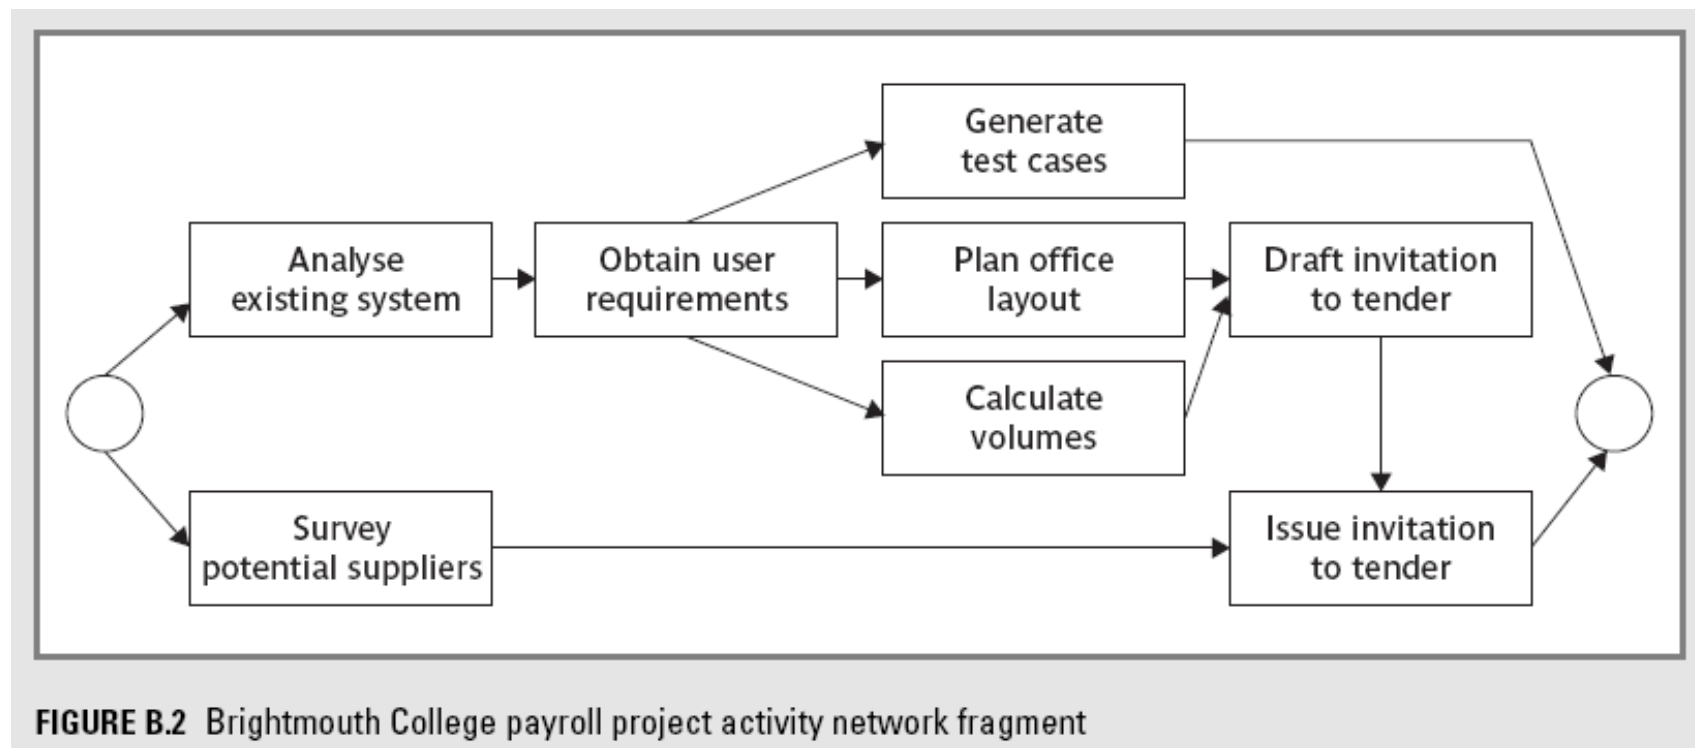 Generate
test cases
Analyse
existing system
Obtain user
requirements
Plan office
layout
Draft invitation
to tender
Calculate
volumes
Survey
potential suppliers
Issue invitation
to tender
FIGURE B.2 Brightmouth College payroll project activity network fragment